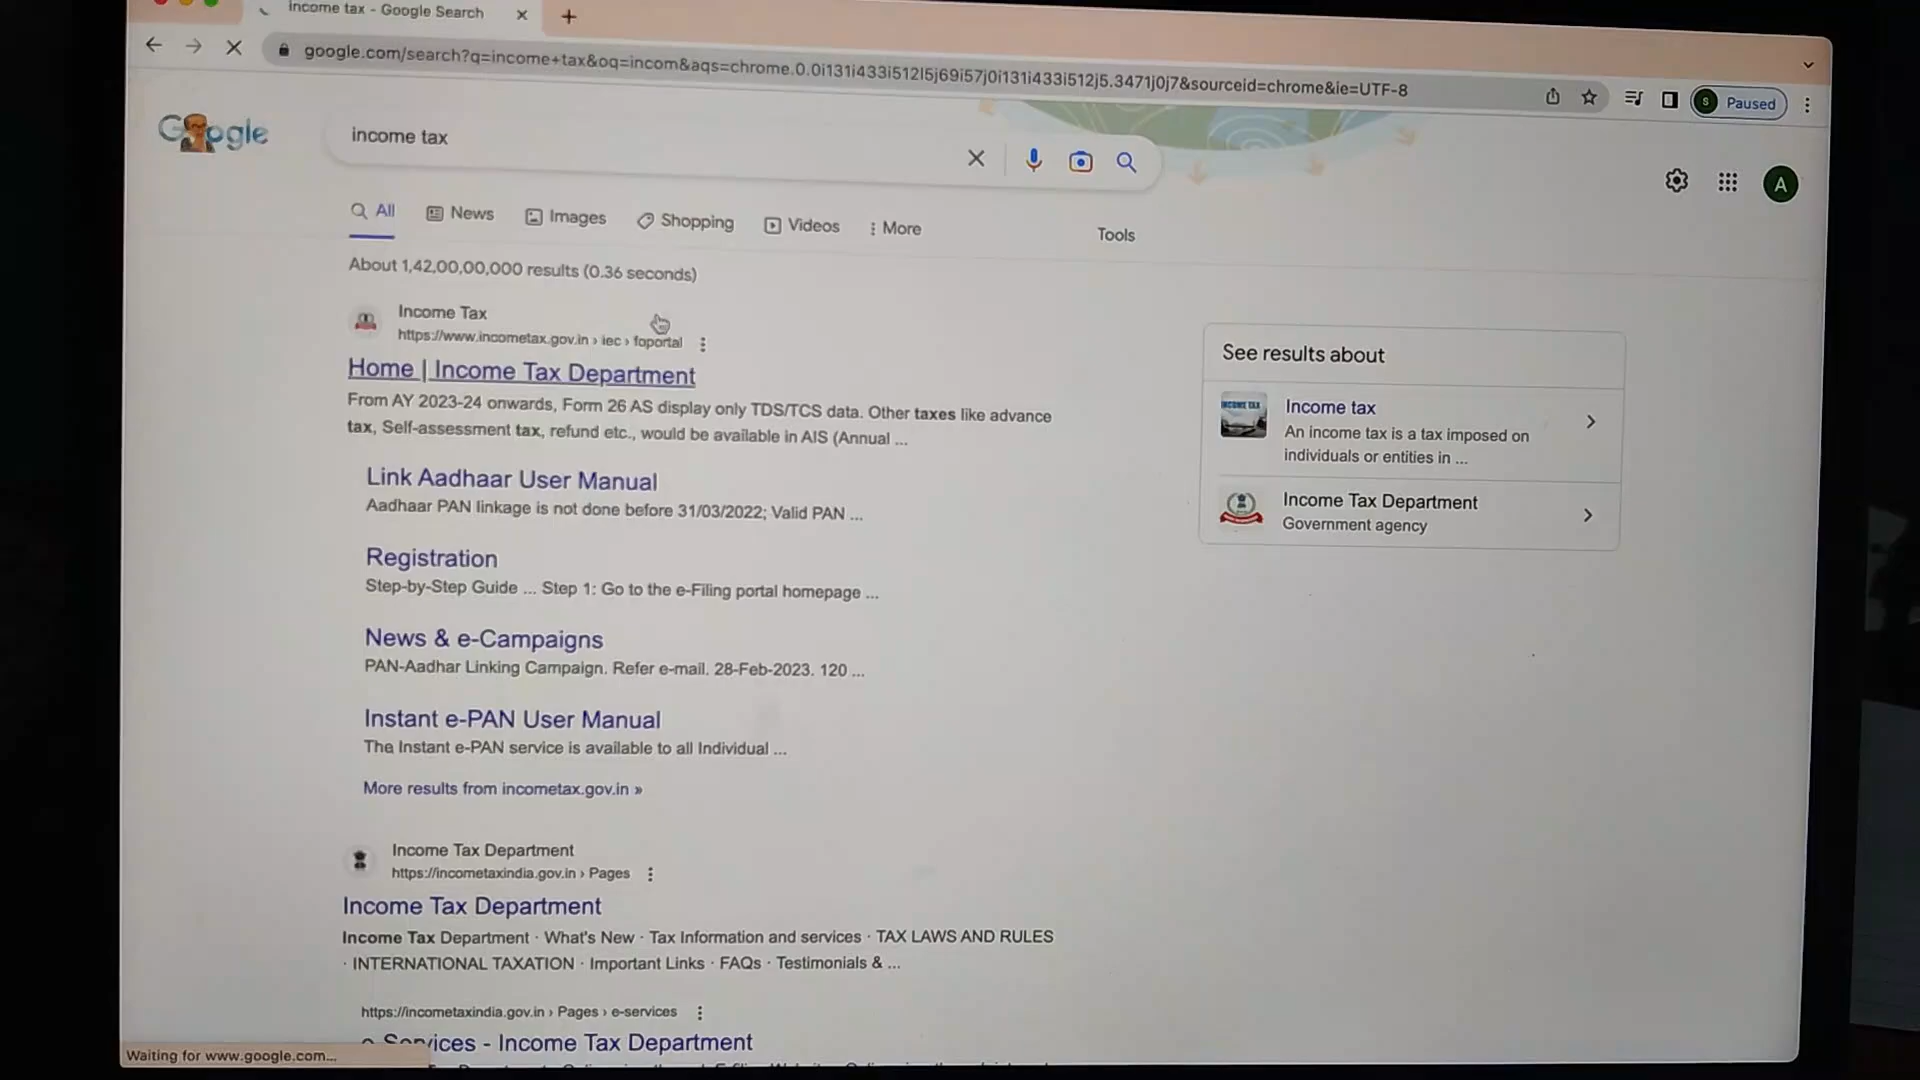 income tax - Google Search
google.com/search?q=income+tax&oq=incom&aqs=chrome.0.0i131i433i512l5j69i57j0i131i433i512j5.3471j0j7&sourceid=chrome&ie=UTF-8
S Paused
Google
income tax
A
All News Images Shopping Videos More Tools
About 1,42,00,00,000 results (0.36 seconds)
Income Tax
https://www.incometax.gov.in › iec › foportal
Home | Income Tax Department
From AY 2023-24 onwards, Form 26 AS display only TDS/TCS data. Other taxes like advance
tax, Self-assessment tax, refund etc., would be available in AIS (Annual ...
Link Aadhaar User Manual
Aadhaar PAN linkage is not done before 31/03/2022; Valid PAN ...
Registration
Step-by-Step Guide ... Step 1: Go to the e-Filing portal homepage ...
News & e-Campaigns
PAN-Aadhar Linking Campaign. Refer e-mail. 28-Feb-2023. 120 ...
Instant e-PAN User Manual
The Instant e-PAN service is available to all Individual ...
More results from incometax.gov.in »
Income Tax Department
https://incometaxindia.gov.in › Pages
Income Tax Department
Income Tax Department · What's New · Tax Information and services · TAX LAWS AND RULES
· INTERNATIONAL TAXATION · Important Links · FAQs · Testimonials & ...
https://incometaxindia.gov.in › Pages › e-services
e-Services - Income Tax Department
Waiting for www.google.com...
See results about
INCOME TAX
Income tax
An income tax is a tax imposed on
individuals or entities in ...
Income Tax Department
Government agency